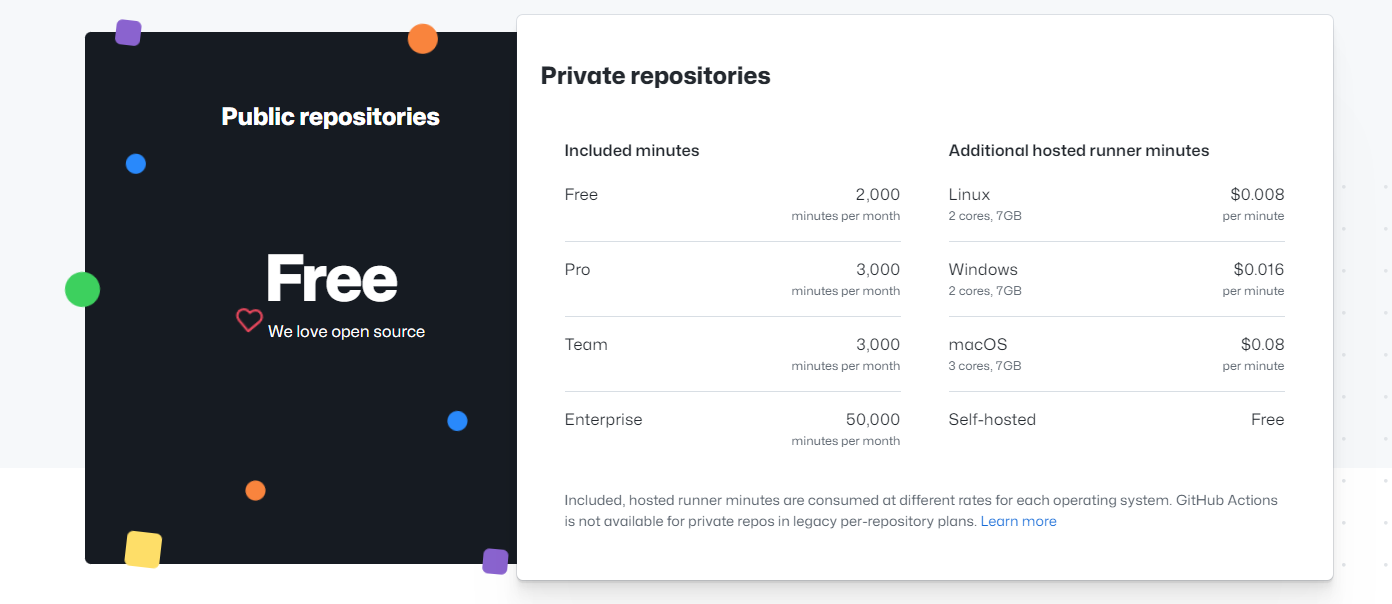 Public repositories
Free
We love open source
Private repositories
Included minutes
Free 2,000
minutes per month
Pro 3,000
minutes per month
Team 3,000
minutes per month
Enterprise 50,000
minutes per month
Additional hosted runner minutes
Linux $0.008
2 cores, 7GB per minute
Windows $0.016
2 cores, 7GB per minute
macOS $0.08
3 cores, 7GB per minute
Self-hosted Free
Included, hosted runner minutes are consumed at different rates for each operating system. GitHub Actions
is not available for private repos in legacy per-repository plans. Learn more